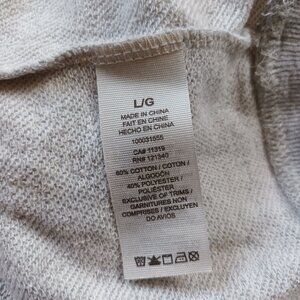 L/G
MADE IN CHINA
FAIT EN CHINE
HECHO EN CHINA
100031555
CA# 11319
RN# 121340
60% COTTON / COTON /
ALGODÓN
40% POLYESTER /
POLIÉSTER
EXCLUSIVE OF TRIMS /
GARNITURES NON
COMPRISES / EXCLUYEN
DO AVIOS